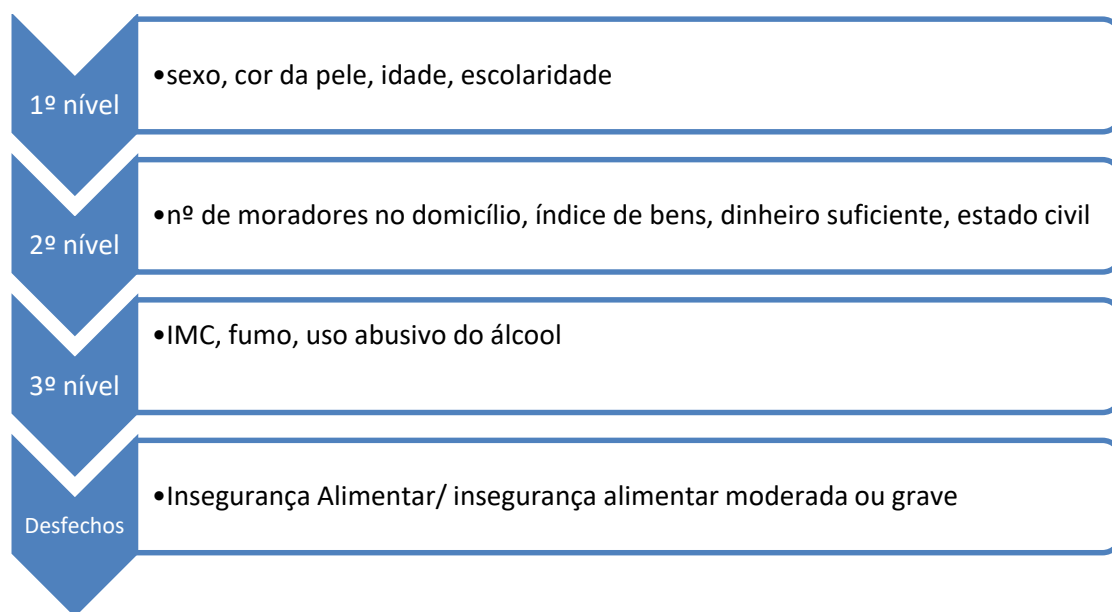 1º nível
•sexo, cor da pele, idade, escolaridade
2º nível
•nº de moradores no domicílio, índice de bens, dinheiro suficiente, estado civil
3º nível
•IMC, fumo, uso abusivo do álcool
Desfechos
•Insegurança Alimentar/ insegurança alimentar moderada ou grave